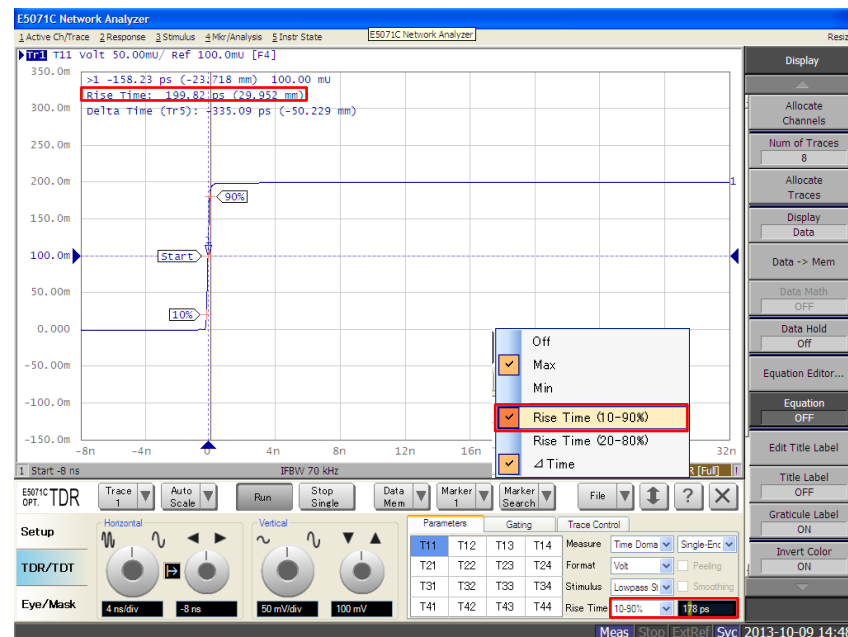 E5071C Network Analyzer
1 Active Ch/Trace 2 Response 3 Stimulus 4 Mkr/Analysis 5 Instr State
E5071C Network Analyzer
Resiz
Tr1 T11 Volt 50.00mU/ Ref 100.0mU [F4]
350.0m
>1 -158.23 ps (-23.718 mm) 100.00 mU
Rise Time: 199.82 ps (29.952 mm)
Delta Time (Tr5): -335.09 ps (-50.229 mm)
300.0m
250.0m
200.0m
1
90%
150.0m
100.0m
Start
50.00m
10%
0.000
-50.00m
-100.0m
-150.0m
-8n -4n 0 4n 8n 12n 16n 32n
Off
Max
Min
Rise Time (10-90%)
Rise Time (20-80%)
⊿Time
1 Start -8 ns IFBW 70 kHz R [Full] !
Display
Allocate
Channels
Num of Traces
8
Allocate
Traces
Display
Data
Data -> Mem
Data Math
OFF
Data Hold
Off
Equation Editor...
Equation
OFF
Edit Title Label
Title Label
OFF
Graticule Label
ON
Invert Color
ON
E5071C
OPT. TDR
Trace
1
Auto
Scale
Run
Stop
Single
Data
Mem
Marker
1
Marker
Search
File
?
X
Setup
TDR/TDT
Eye/Mask
Horizontal
4 ns/div
-8 ns
Vertical
50 mV/div
100 mV
Parameters Gating Trace Control
T11 T12 T13 T14
T21 T22 T23 T24
T31 T32 T33 T34
T41 T42 T43 T44
Measure Time Doma Single-Enc
Format Volt Peeling
Stimulus Lowpass St Smoothing
Rise Time 10-90% 178 ps
Meas Stop ExtRef Svc 2013-10-09 14:48